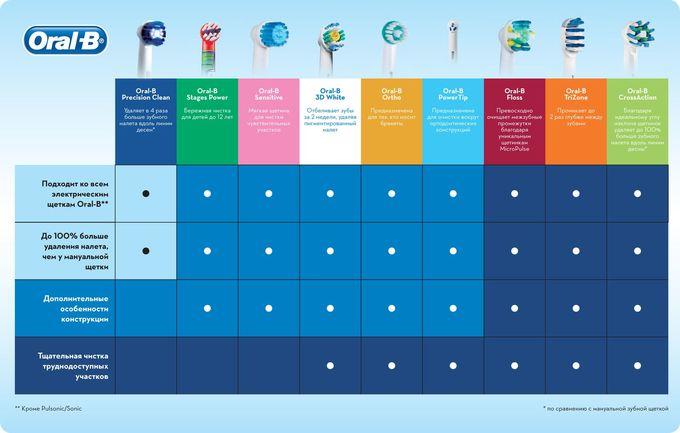 Oral-B
Oral-B
Precision Clean
Удаляет в 4 раза
больше зубного
налета вдоль линии
десен*
Oral-B
Stages Power
Бережная чистка
для детей до 12 лет
Oral-B
Sensitive
Мягкая щетина
для чистки
чувствительных
участков
Oral-B
3D White
Отбеливает зубы
за 2 недели, удаляя
пигментированный
налет
Oral-B
Ortho
Предназначена
для тех, кто носит
брекеты
Oral-B
PowerTip
Предназначена
для очистки вокруг
ортодонтических
конструкций
Oral-B
Floss
Превосходно
очищает межзубные
промежутки
благодаря
уникальным
щетинкам
MicroPulse
Oral-B
TriZone
Проникает до
2 раз глубже между
зубами
Oral-B
CrossAction
Благодаря
идеальному углу
наклона щетинок
удаляет до 100%
больше зубного
налета вдоль линии
десны*
Подходит ко всем
электрическим
щеткам Oral-B**
До 100% больше
удаления налета,
чем у мануальной
щетки
Дополнительные
особенности
конструкции
Тщательная чистка
труднодоступных
участков
** Кроме Pulsonic/Sonic
* по сравнению с мануальной зубной щеткой